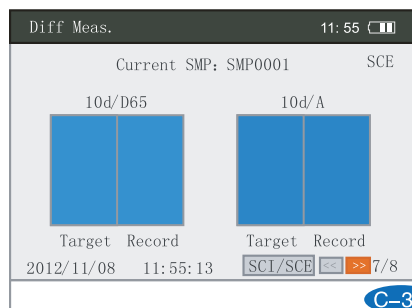 Diff Meas. 11:55
Current SMP: SMP0001 SCE
10d/D65 10d/A
Target Record Target Record
2012/11/08 11:55:13 SCI/SCE << >> 7/8
C-3